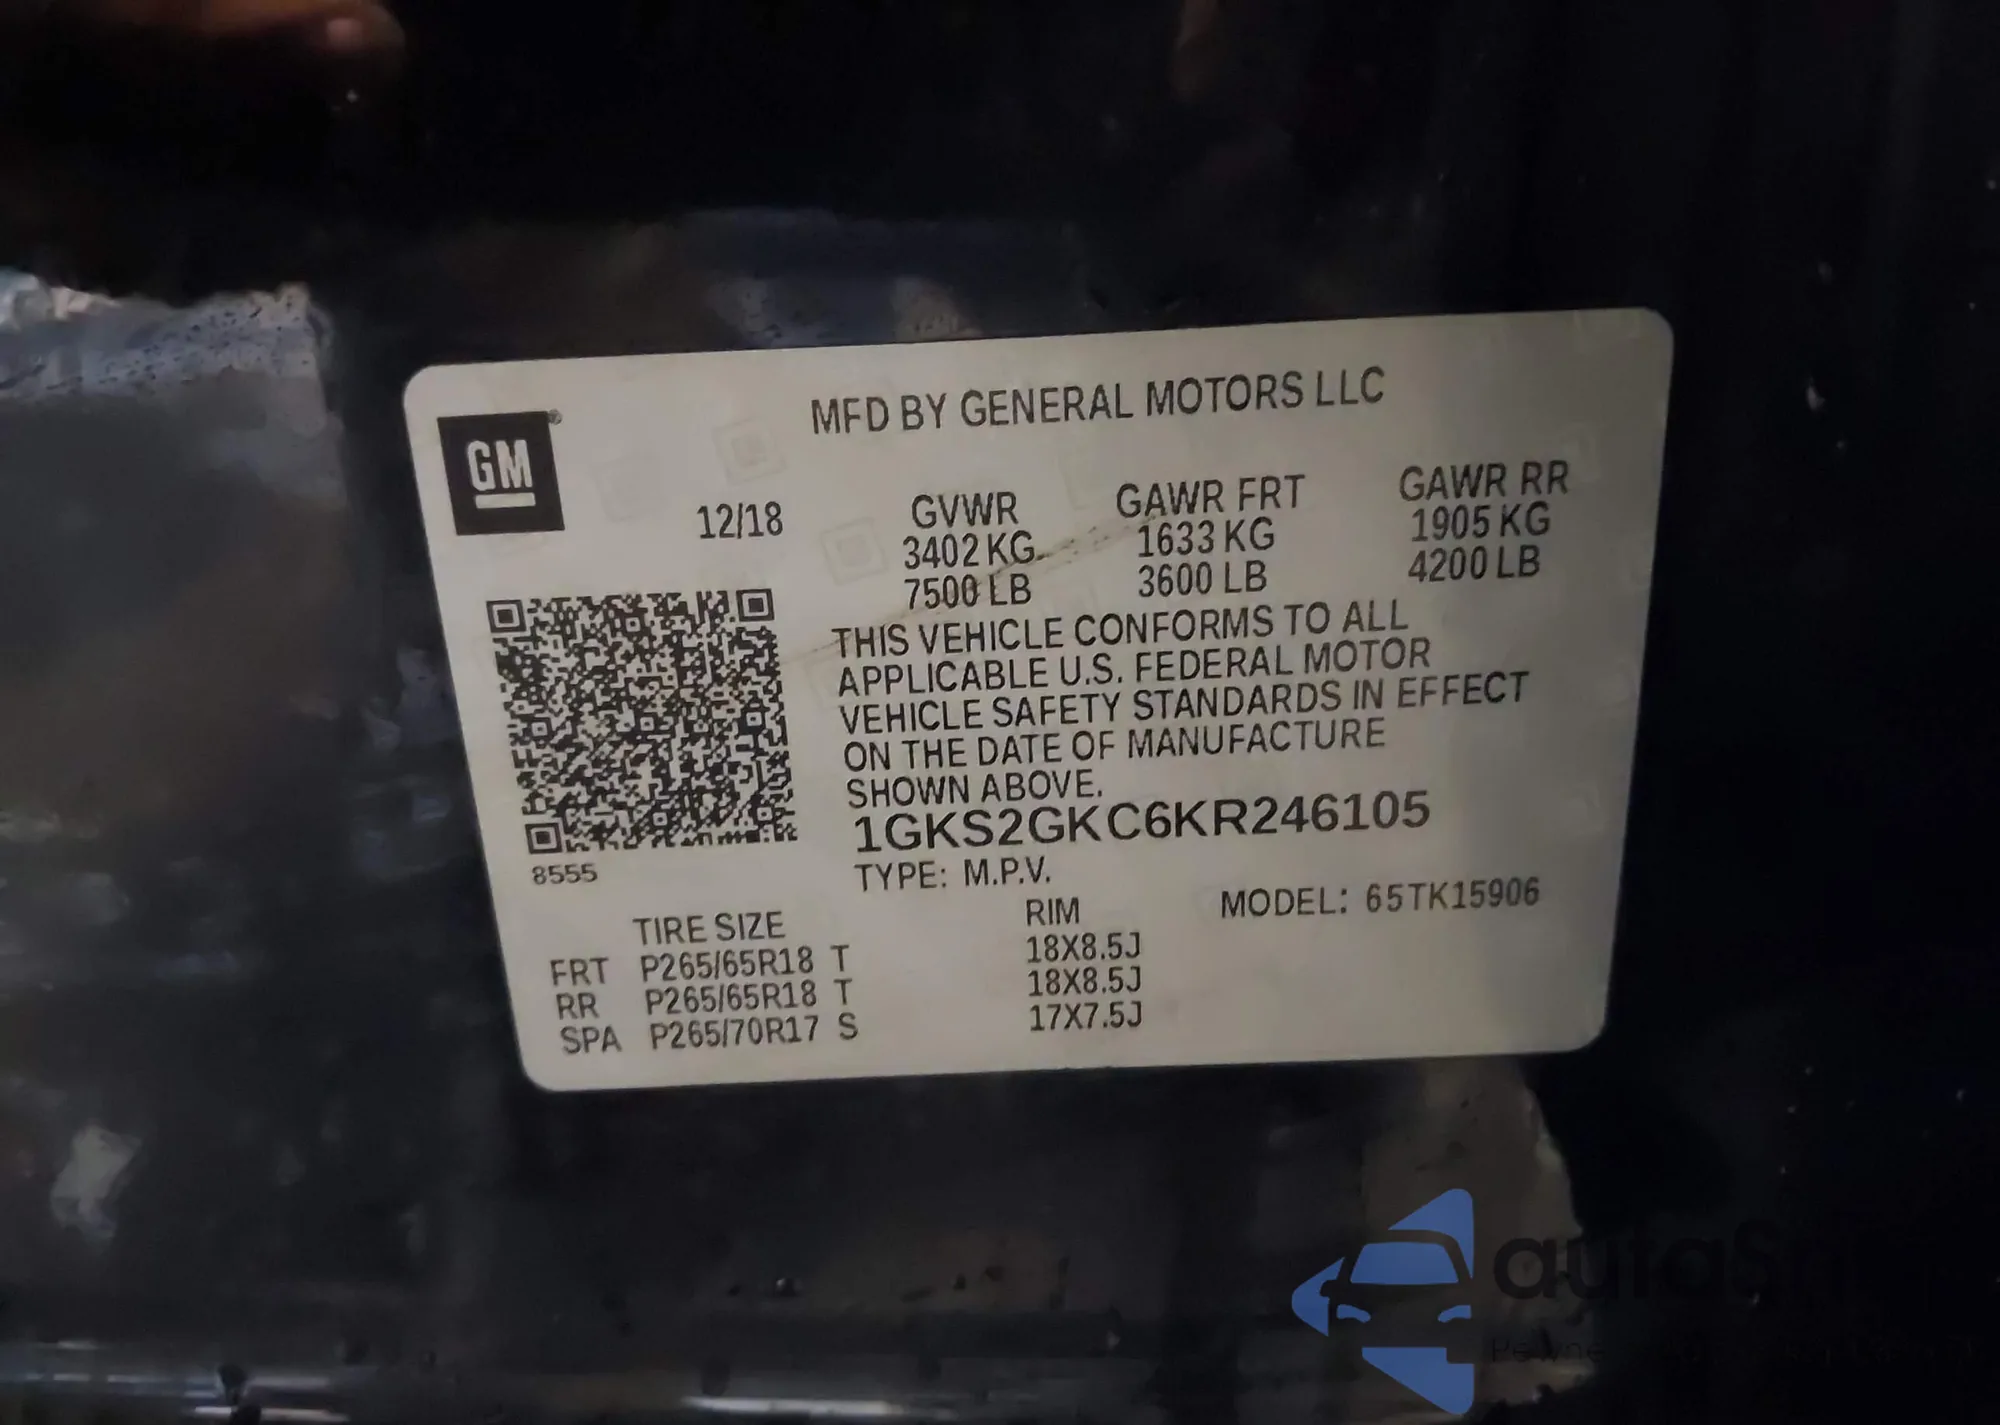 MFD BY GENERAL MOTORS LLC
GM®
12/18
GVWR GAWR FRT GAWR RR
3402 KG 1633 KG 1905 KG
7500 LB 3600 LB 4200 LB
THIS VEHICLE CONFORMS TO ALL
APPLICABLE U.S. FEDERAL MOTOR
VEHICLE SAFETY STANDARDS IN EFFECT
ON THE DATE OF MANUFACTURE
SHOWN ABOVE.
1GKS2GKC6KR246105
8555
TYPE: M.P.V.
MODEL: 65TK15906
TIRE SIZE RIM
FRT P265/65R18 T 18X8.5J
RR P265/65R18 T 18X8.5J
SPA P265/70R17 S 17X7.5J